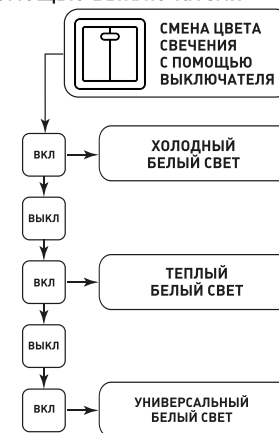 СМЕНА ЦВЕТА
СВЕЧЕНИЯ
С ПОМОЩЬЮ
ВЫКЛЮЧАТЕЛЯ
ВКЛ
ХОЛОДНЫЙ
БЕЛЫЙ СВЕТ
ВЫКЛ
ВКЛ
ТЕПЛЫЙ
БЕЛЫЙ СВЕТ
ВЫКЛ
ВКЛ
УНИВЕРСАЛЬНЫЙ
БЕЛЫЙ СВЕТ